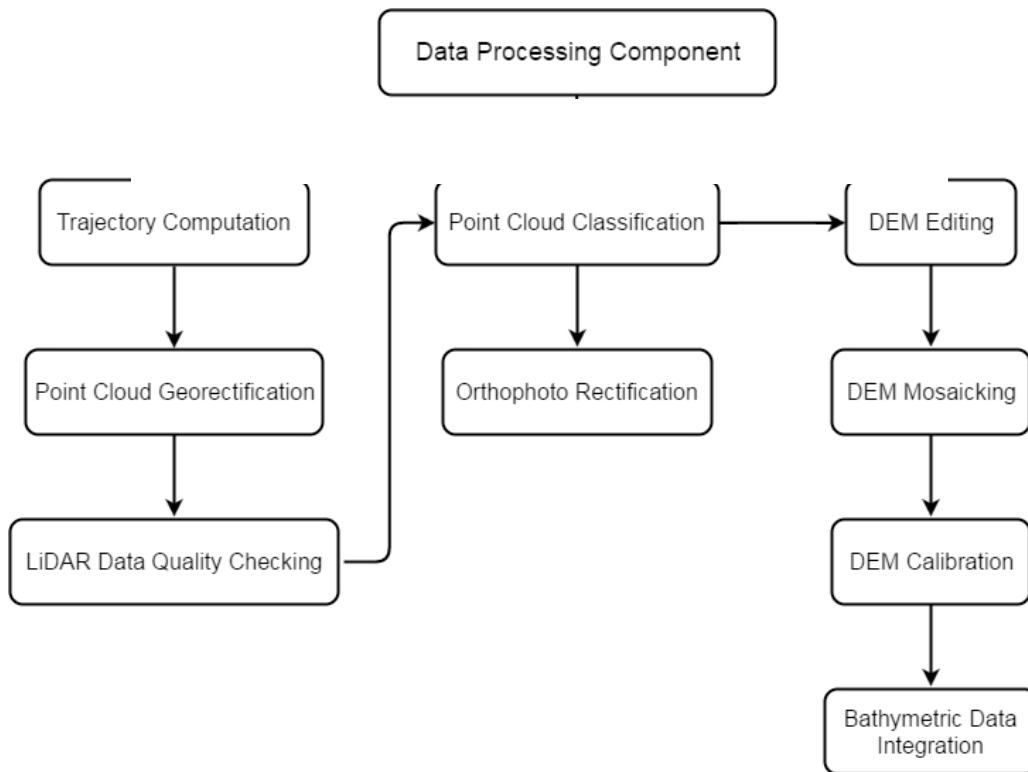 Data Processing Component
Trajectory Computation
Point Cloud Georectification
LiDAR Data Quality Checking
Point Cloud Classification
Orthophoto Rectification
DEM Editing
DEM Mosaicking
DEM Calibration
Bathymetric Data
Integration